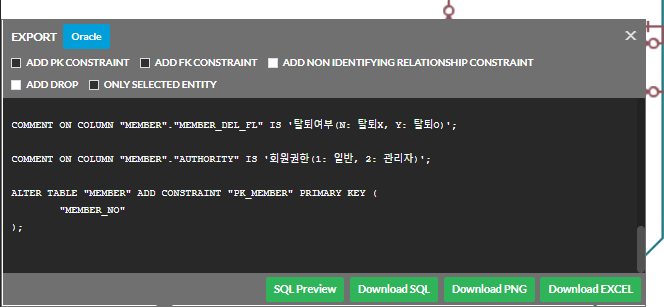 EXPORT Oracle ×
ADD PK CONSTRAINT ADD FK CONSTRAINT ADD NON IDENTIFYING RELATIONSHIP CONSTRAINT
ADD DROP ONLY SELECTED ENTITY
COMMENT ON COLUMN "MEMBER"."MEMBER_DEL_FL" IS '탈퇴여부(N: 탈퇴X, Y: 탈퇴O)';
COMMENT ON COLUMN "MEMBER"."AUTHORITY" IS '회원권한(1: 일반, 2: 관리자)';
ALTER TABLE "MEMBER" ADD CONSTRAINT "PK_MEMBER" PRIMARY KEY (
"MEMBER_NO"
);
SQL Preview Download SQL Download PNG Download EXCEL